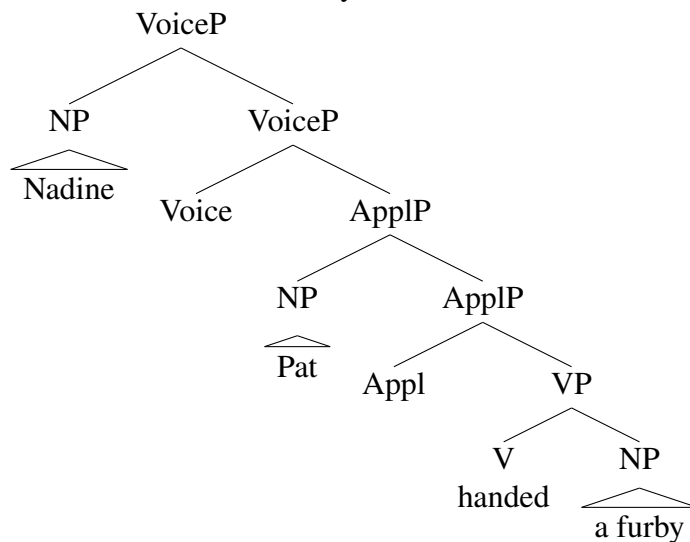 VoiceP
NP VoiceP
Nadine
Voice ApplP
NP ApplP
Pat
Appl VP
V NP
handed
a furby